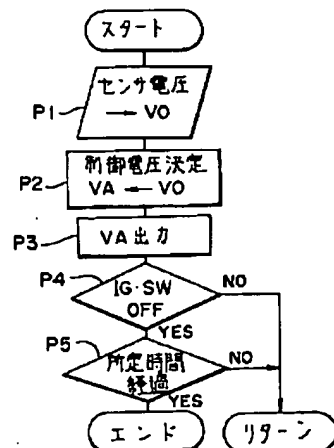 スタート
P1
センサ電圧
→ VO
P2
制御電圧決定
VA ← VO
P3
VA出力
P4
IG・SW
OFF
NO
YES
P5
所定時間
経過
NO
YES
エンド
リターン